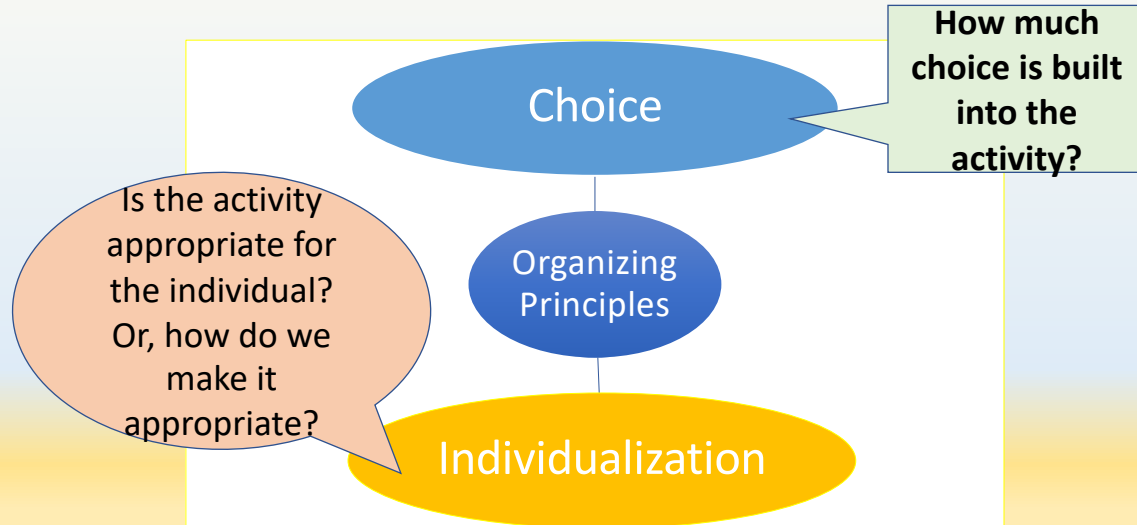 How much
choice is built
into the
activity?
Choice
Is the activity
appropriate for
the individual?
Or, how do we
make it
appropriate?
Organizing
Principles
Individualization